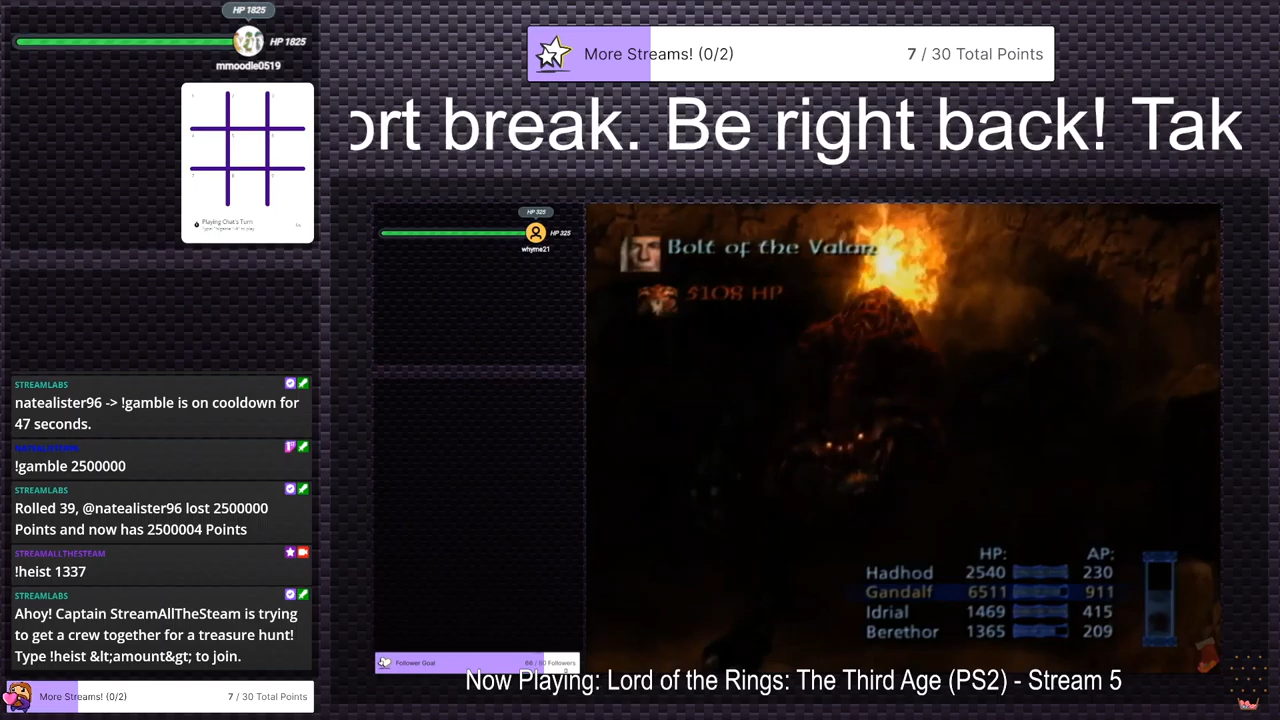 HP 1825
HP 1825
mmoodle0519
More Streams! (0/2)
7 / 30 Total Points
ort break. Be right back! Tak
Playing Chat's Turn
HP 325
HP 325
whyme21
Bolt of the Valar
5108 HP
STREAMLABS
natealister96 -> !gamble is on cooldown for
47 seconds.
NATEALISTER96
!gamble 2500000
STREAMLABS
Rolled 39, @natealister96 lost 2500000
Points and now has 2500004 Points
STREAMALLTHESTEAM
!heist 1337
STREAMLABS
Ahoy! Captain StreamAllTheSteam is trying
to get a crew together for a treasure hunt!
Type !heist &lt;amount&gt; to join.
HP: AP:
Hadhod 2540 230
Gandalf 6511 911
Idrial 1469 415
Berethor 1365 209
Follower Goal
Followers
Now Playing: Lord of the Rings: The Third Age (PS2) - Stream 5
More Streams! (0/2)
7 / 30 Total Points